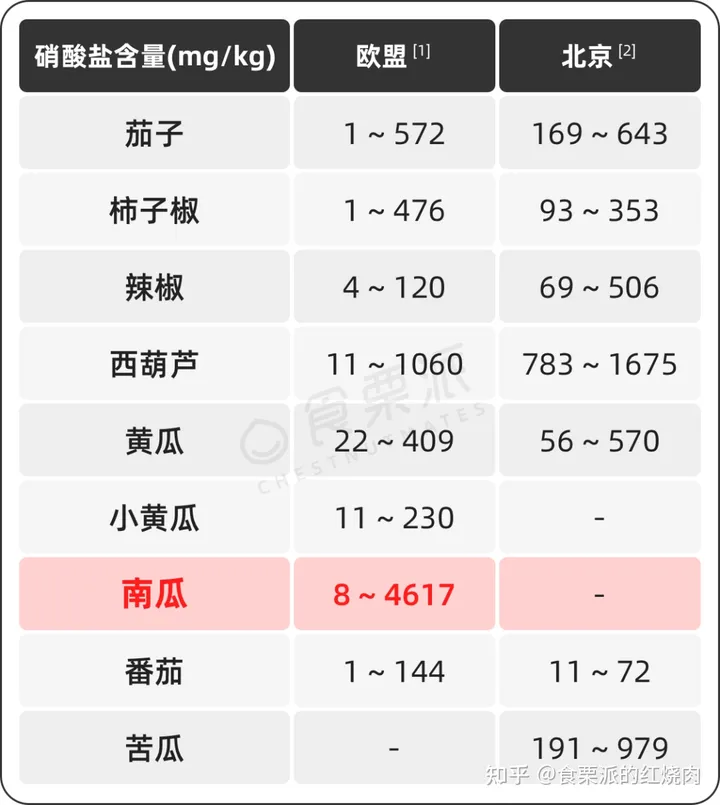 硝酸盐含量(mg/kg) 欧盟[1] 北京[2]
茄子 1 ~ 572 169 ~ 643
柿子椒 1 ~ 476 93 ~ 353
辣椒 4 ~ 120 69 ~ 506
西葫芦 11 ~ 1060 783 ~ 1675
黄瓜 22 ~ 409 56 ~ 570
小黄瓜 11 ~ 230 -
南瓜 8 ~ 4617 -
番茄 1 ~ 144 11 ~ 72
苦瓜 - 191 ~ 979
食栗派
CHESTNUTMATES
知乎 @食栗派的红烧肉